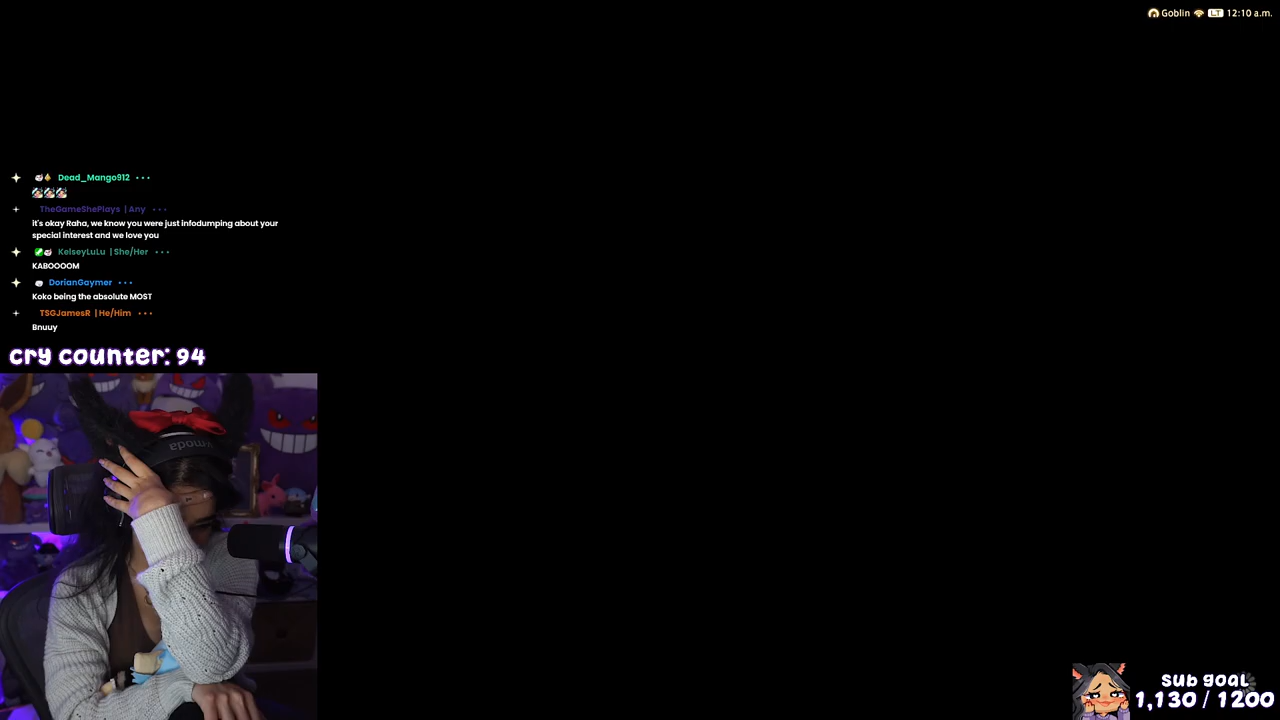 Goblin LT 12:10 a.m.
Dead_Mango912
TheGameShePlays | Any
it's okay Raha, we know you were just infodumping about your
special interest and we love you
KelseyLuLu | She/Her
KABOOOOM
DorianGaymer
Koko being the absolute MOST
TSGJamesR | He/Him
Bnuuy
cry counter: 94
epomaker
sub goal
1,130 / 1200